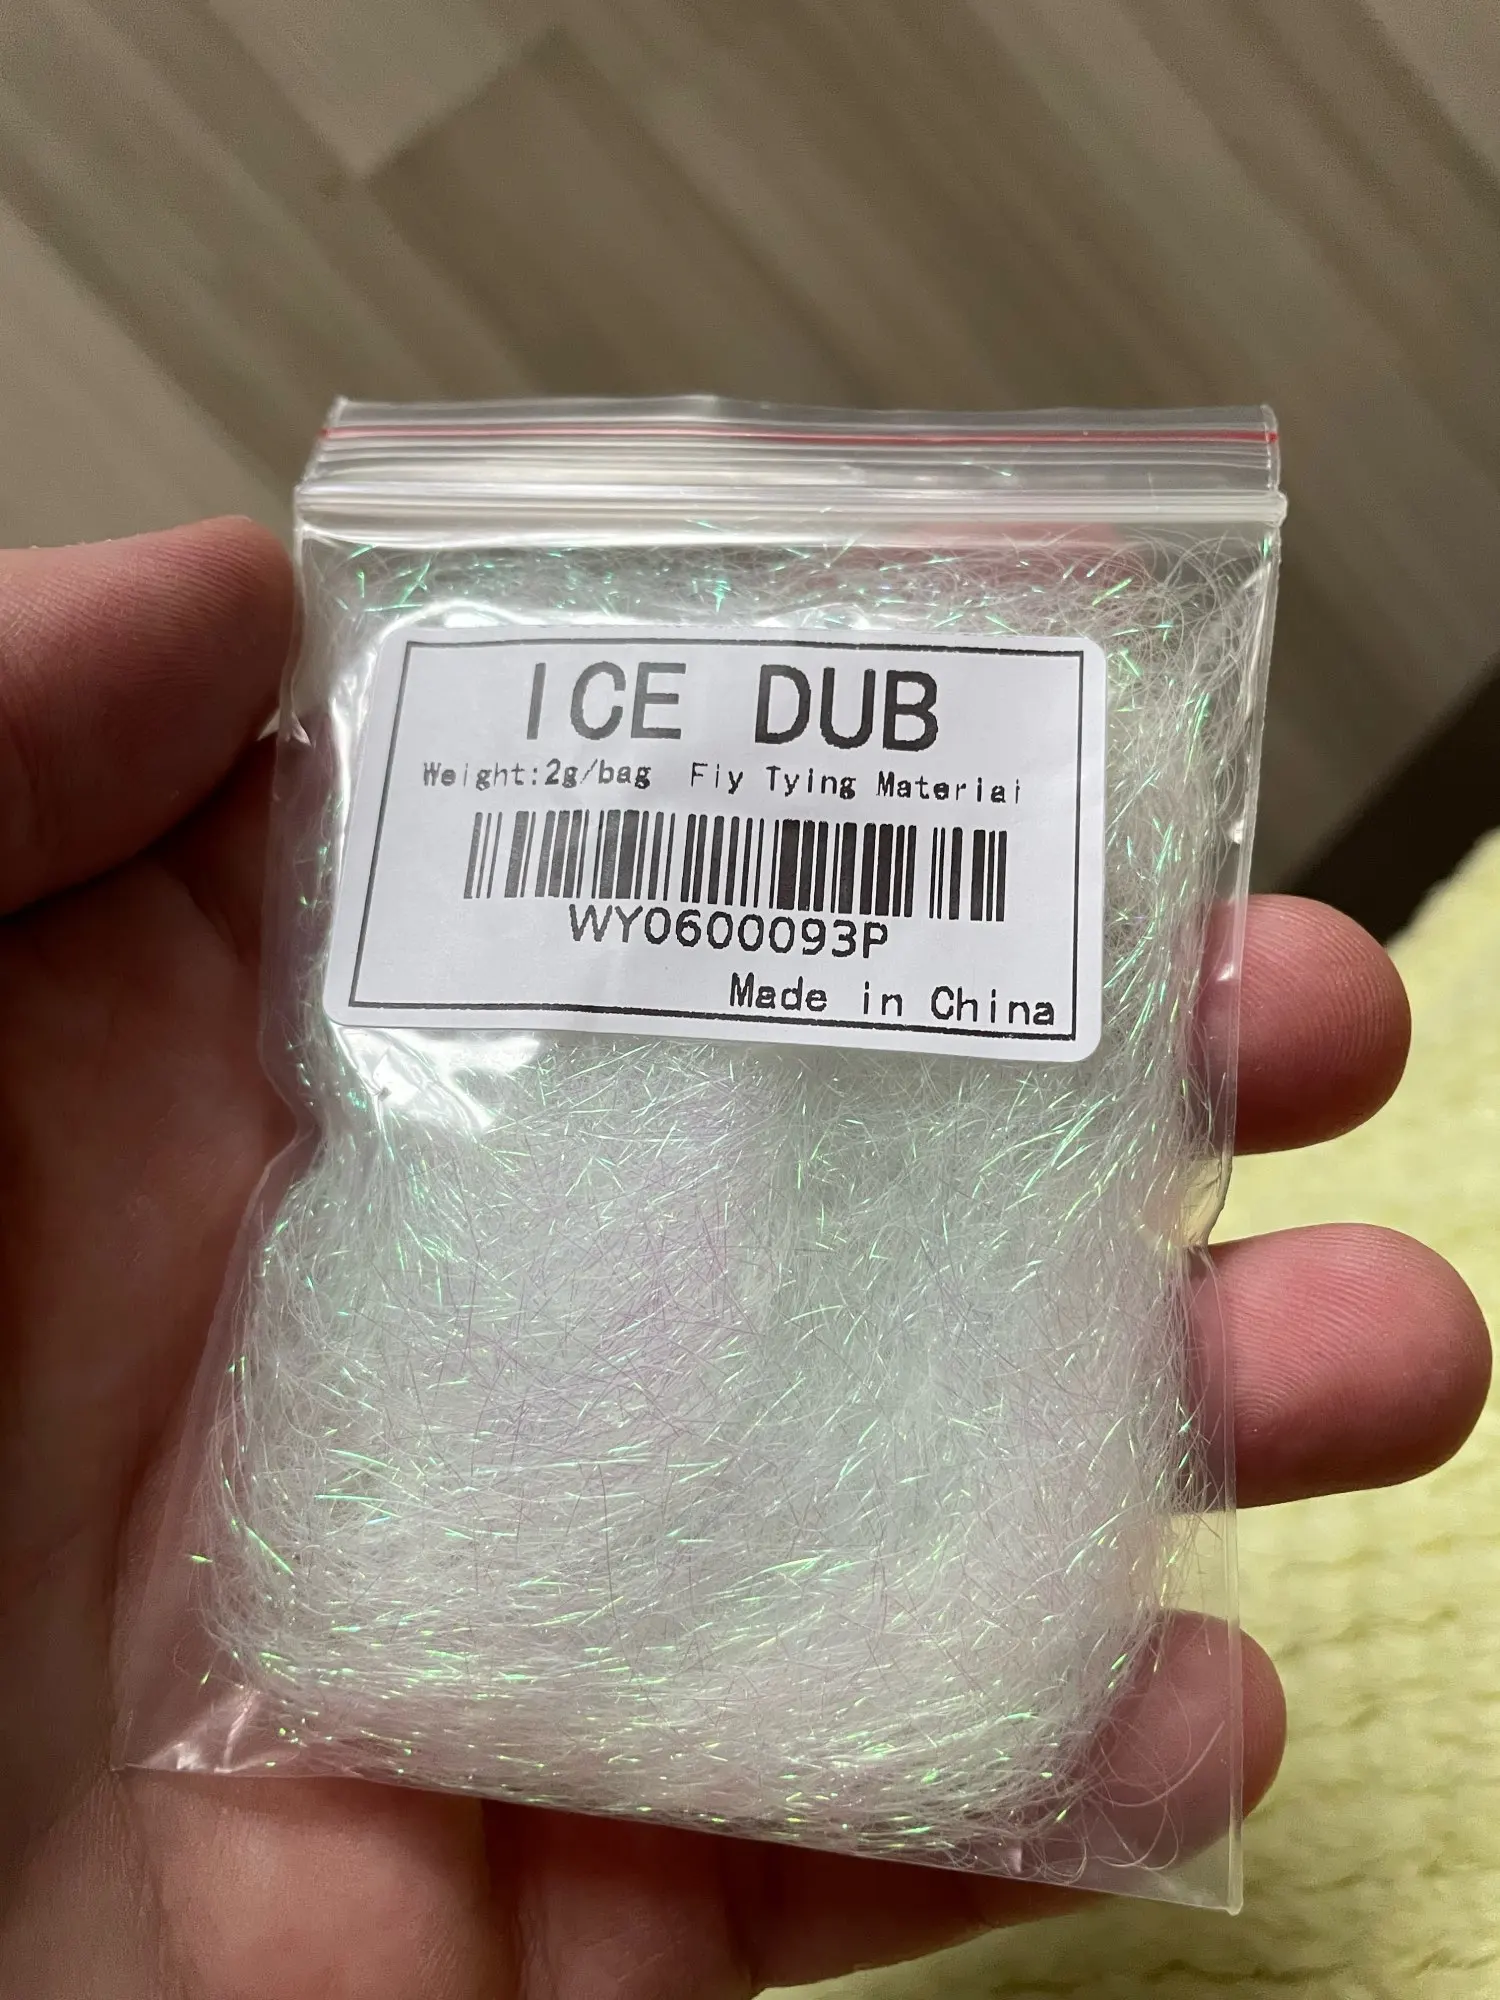 ICE DUB
Weight:2g/bag Fiy Tying Materiai
WY0600093P
Made in China